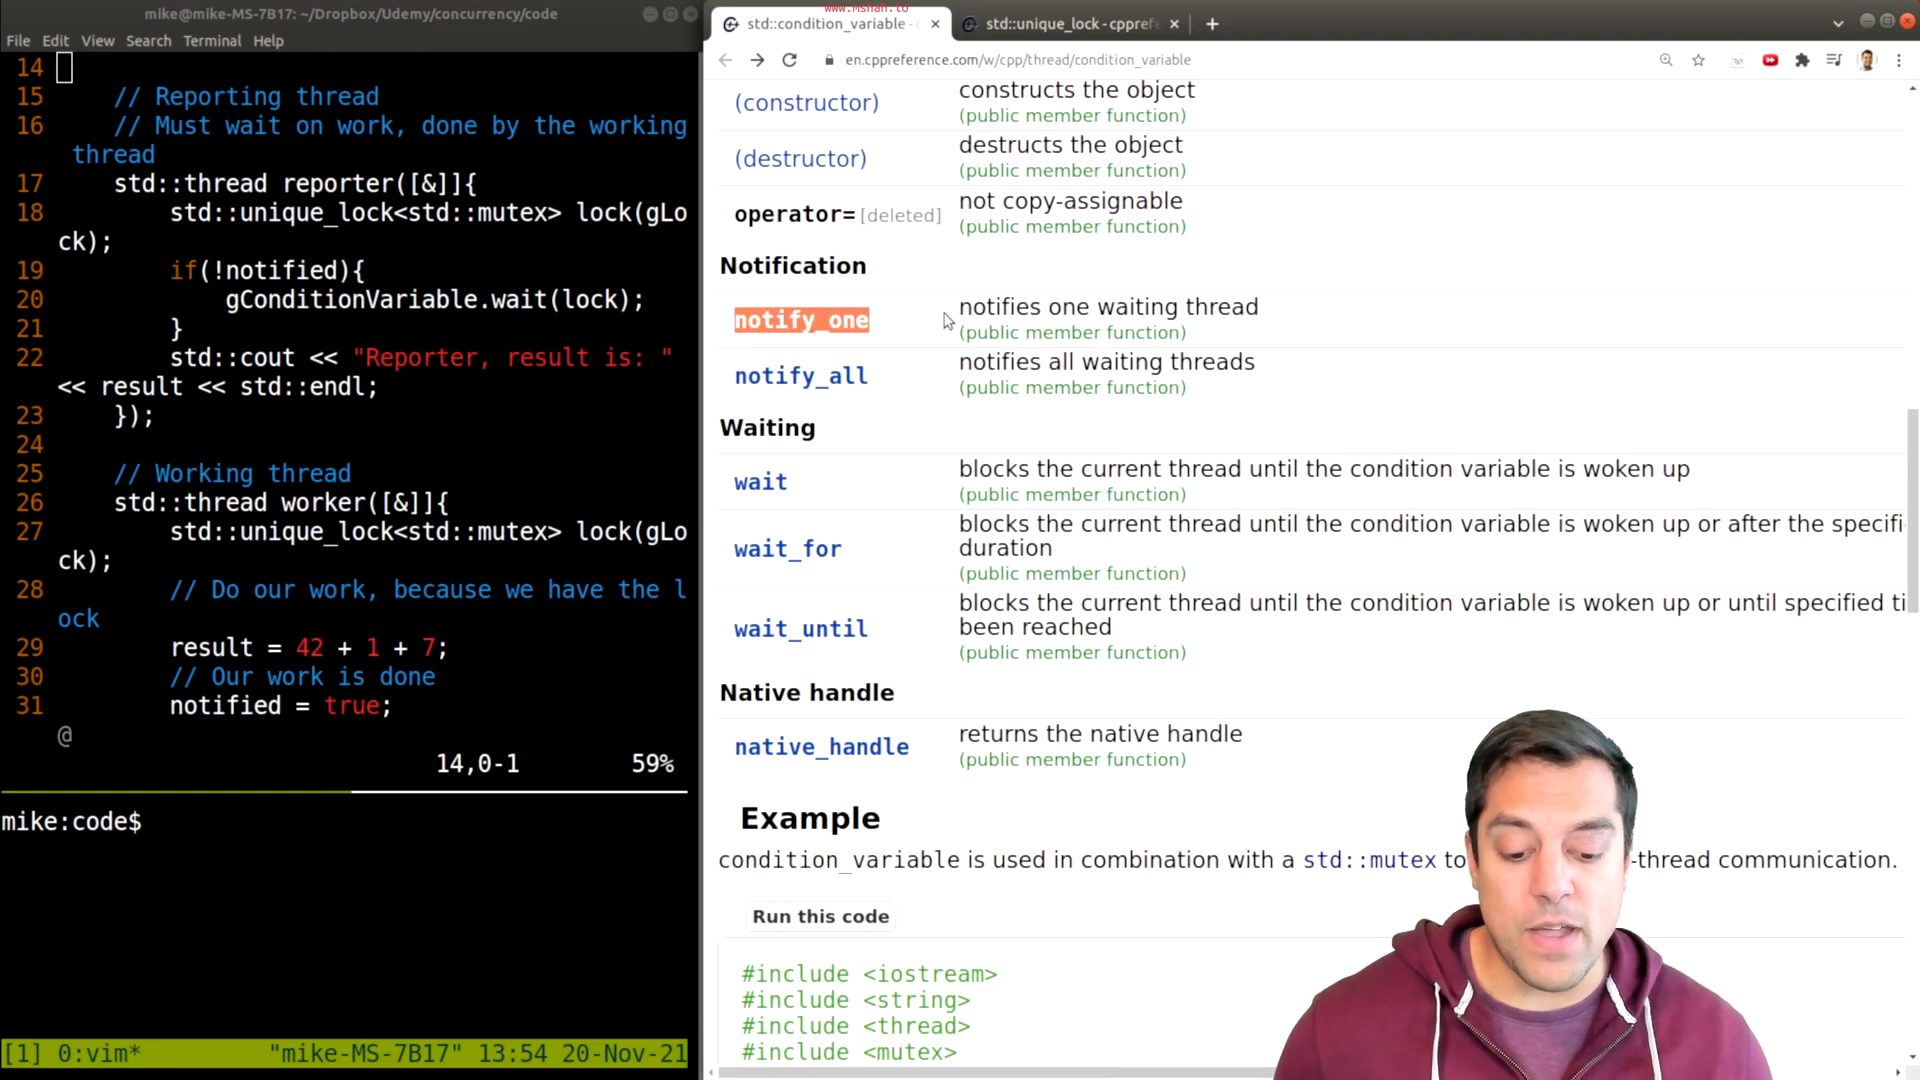 mike@mike-MS-7B17: ~/Dropbox/Udemy/concurrency/code
File Edit View Search Terminal Help
14
15 // Reporting thread
16 // Must wait on work, done by the working
thread
17 std::thread reporter([&]]{
18 std::unique_lock<std::mutex> lock(gLo
ck);
19 if(!notified){
20 gConditionVariable.wait(lock);
21 }
22 std::cout << "Reporter, result is: "
<< result << std::endl;
23 });
24
25 // Working thread
26 std::thread worker([&]]{
27 std::unique_lock<std::mutex> lock(gLo
ck);
28 // Do our work, because we have the l
ock
29 result = 42 + 1 + 7;
30 // Our work is done
31 notified = true;
@
14,0-1 59%
mike:code$
[1] 0:vim* "mike-MS-7B17" 13:54 20-Nov-21
std::condition_variable - std::unique_lock - cppref
en.cppreference.com/w/cpp/thread/condition_variable
(constructor) constructs the object
(public member function)
(destructor) destructs the object
(public member function)
operator= [deleted] not copy-assignable
(public member function)
Notification
notify_one notifies one waiting thread
(public member function)
notify_all notifies all waiting threads
(public member function)
Waiting
wait blocks the current thread until the condition variable is woken up
(public member function)
wait_for blocks the current thread until the condition variable is woken up or after the specifi
duration
(public member function)
wait_until blocks the current thread until the condition variable is woken up or until specified ti
been reached
(public member function)
Native handle
native_handle returns the native handle
(public member function)
Example
condition_variable is used in combination with a std::mutex to -thread communication.
Run this code
#include <iostream>
#include <string>
#include <thread>
#include <mutex>